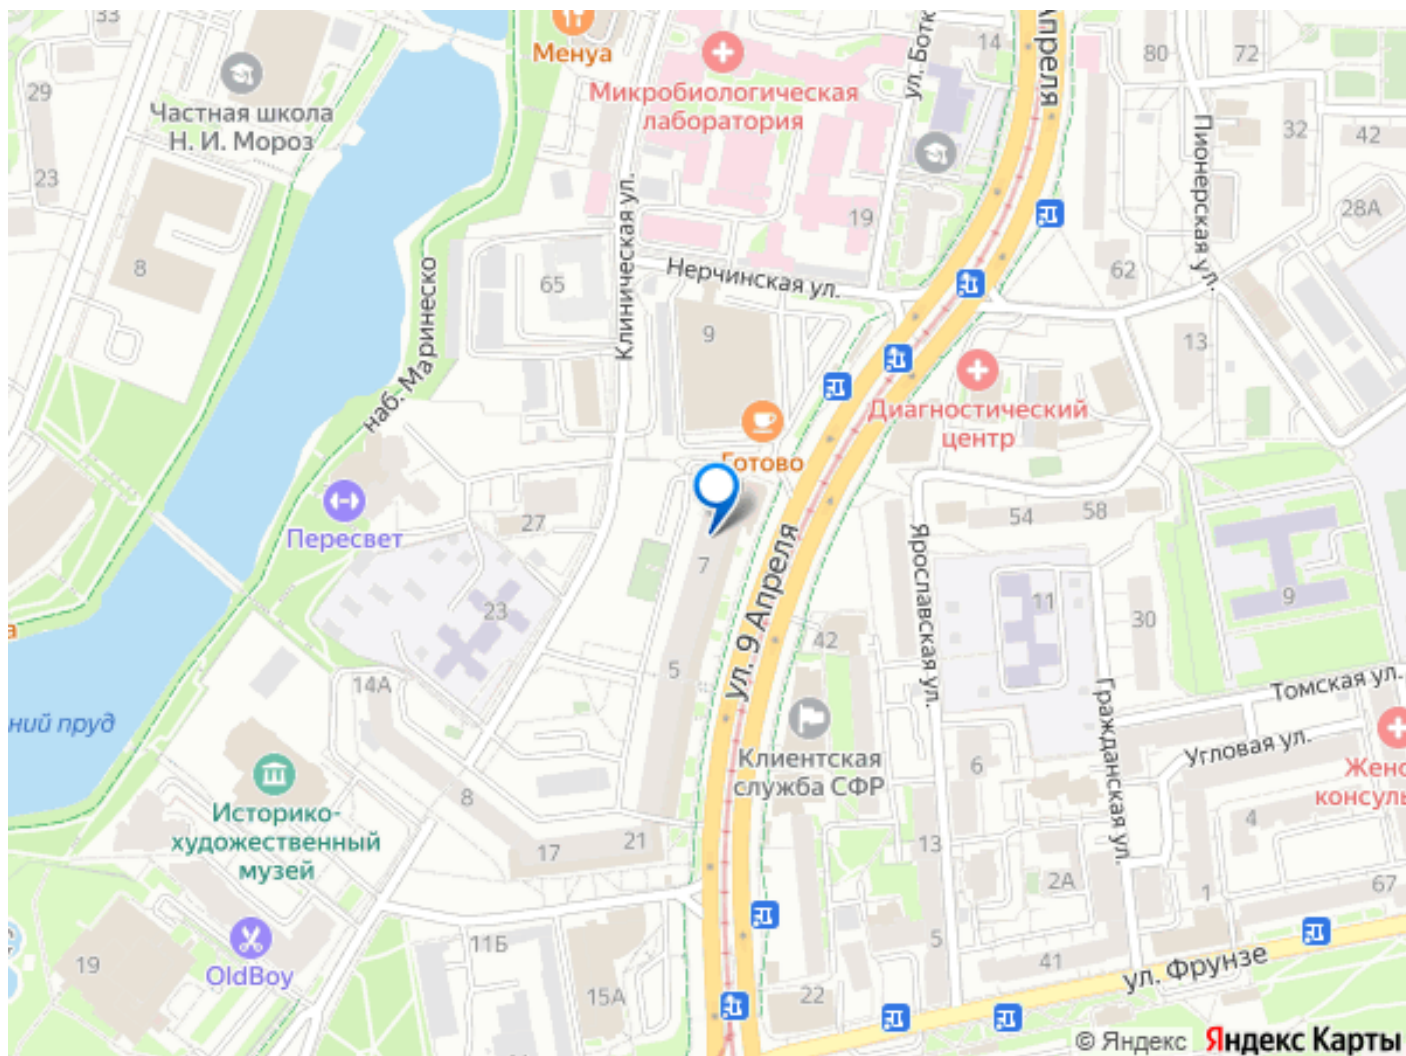 33
Менуа
29
Частная школа
Н. И. Мороз
23
8
Микробиологическая
лаборатория
14
Апреля
80
72
32
42
28А
Пионерская ул.
19
62
Клиническая ул.
65
Нерчинская ул.
наб. Маринеско
9
13
Диагностический
центр
Готово
Пересвет
27
7
54
58
ул. 9 Апреля
Ярославская ул.
11
9
23
42
30
5
14А
Томская ул.
Гражданская ул.
Угловая ул.
ний пруд
Клиентская
служба СФР
6
8
Историко-
художественный
музей
17
21
13
4
2А
1
67
11Б
5
41
ул. Фрунзе
19
OldBoy
15А
22
© Яндекс
Яндекс Карты